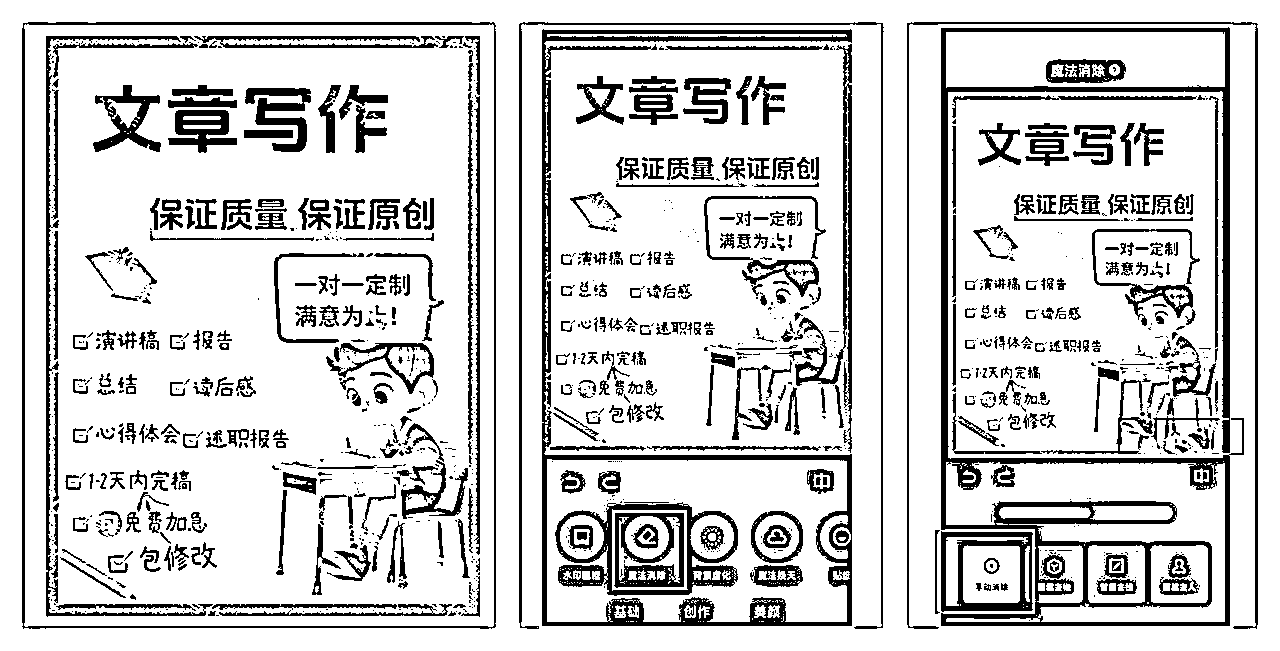 文章写作
保证质量 保证原创
一对一定制
满意为止!
演讲稿 报告
总结 读后感
心得体会 述职报告
1-2天内完稿
免费加急
包修改
文章写作
保证质量 保证原创
一对一定制
满意为止!
演讲稿 报告
总结 读后感
心得体会 述职报告
1-2天内完稿
免费加急
包修改
魔法消除
基础 创作
魔法消除
文章写作
保证质量 保证原创
一对一定制
满意为止!
演讲稿 报告
总结 读后感
心得体会 述职报告
1-2天内完稿
免费加急
包修改
手动消除